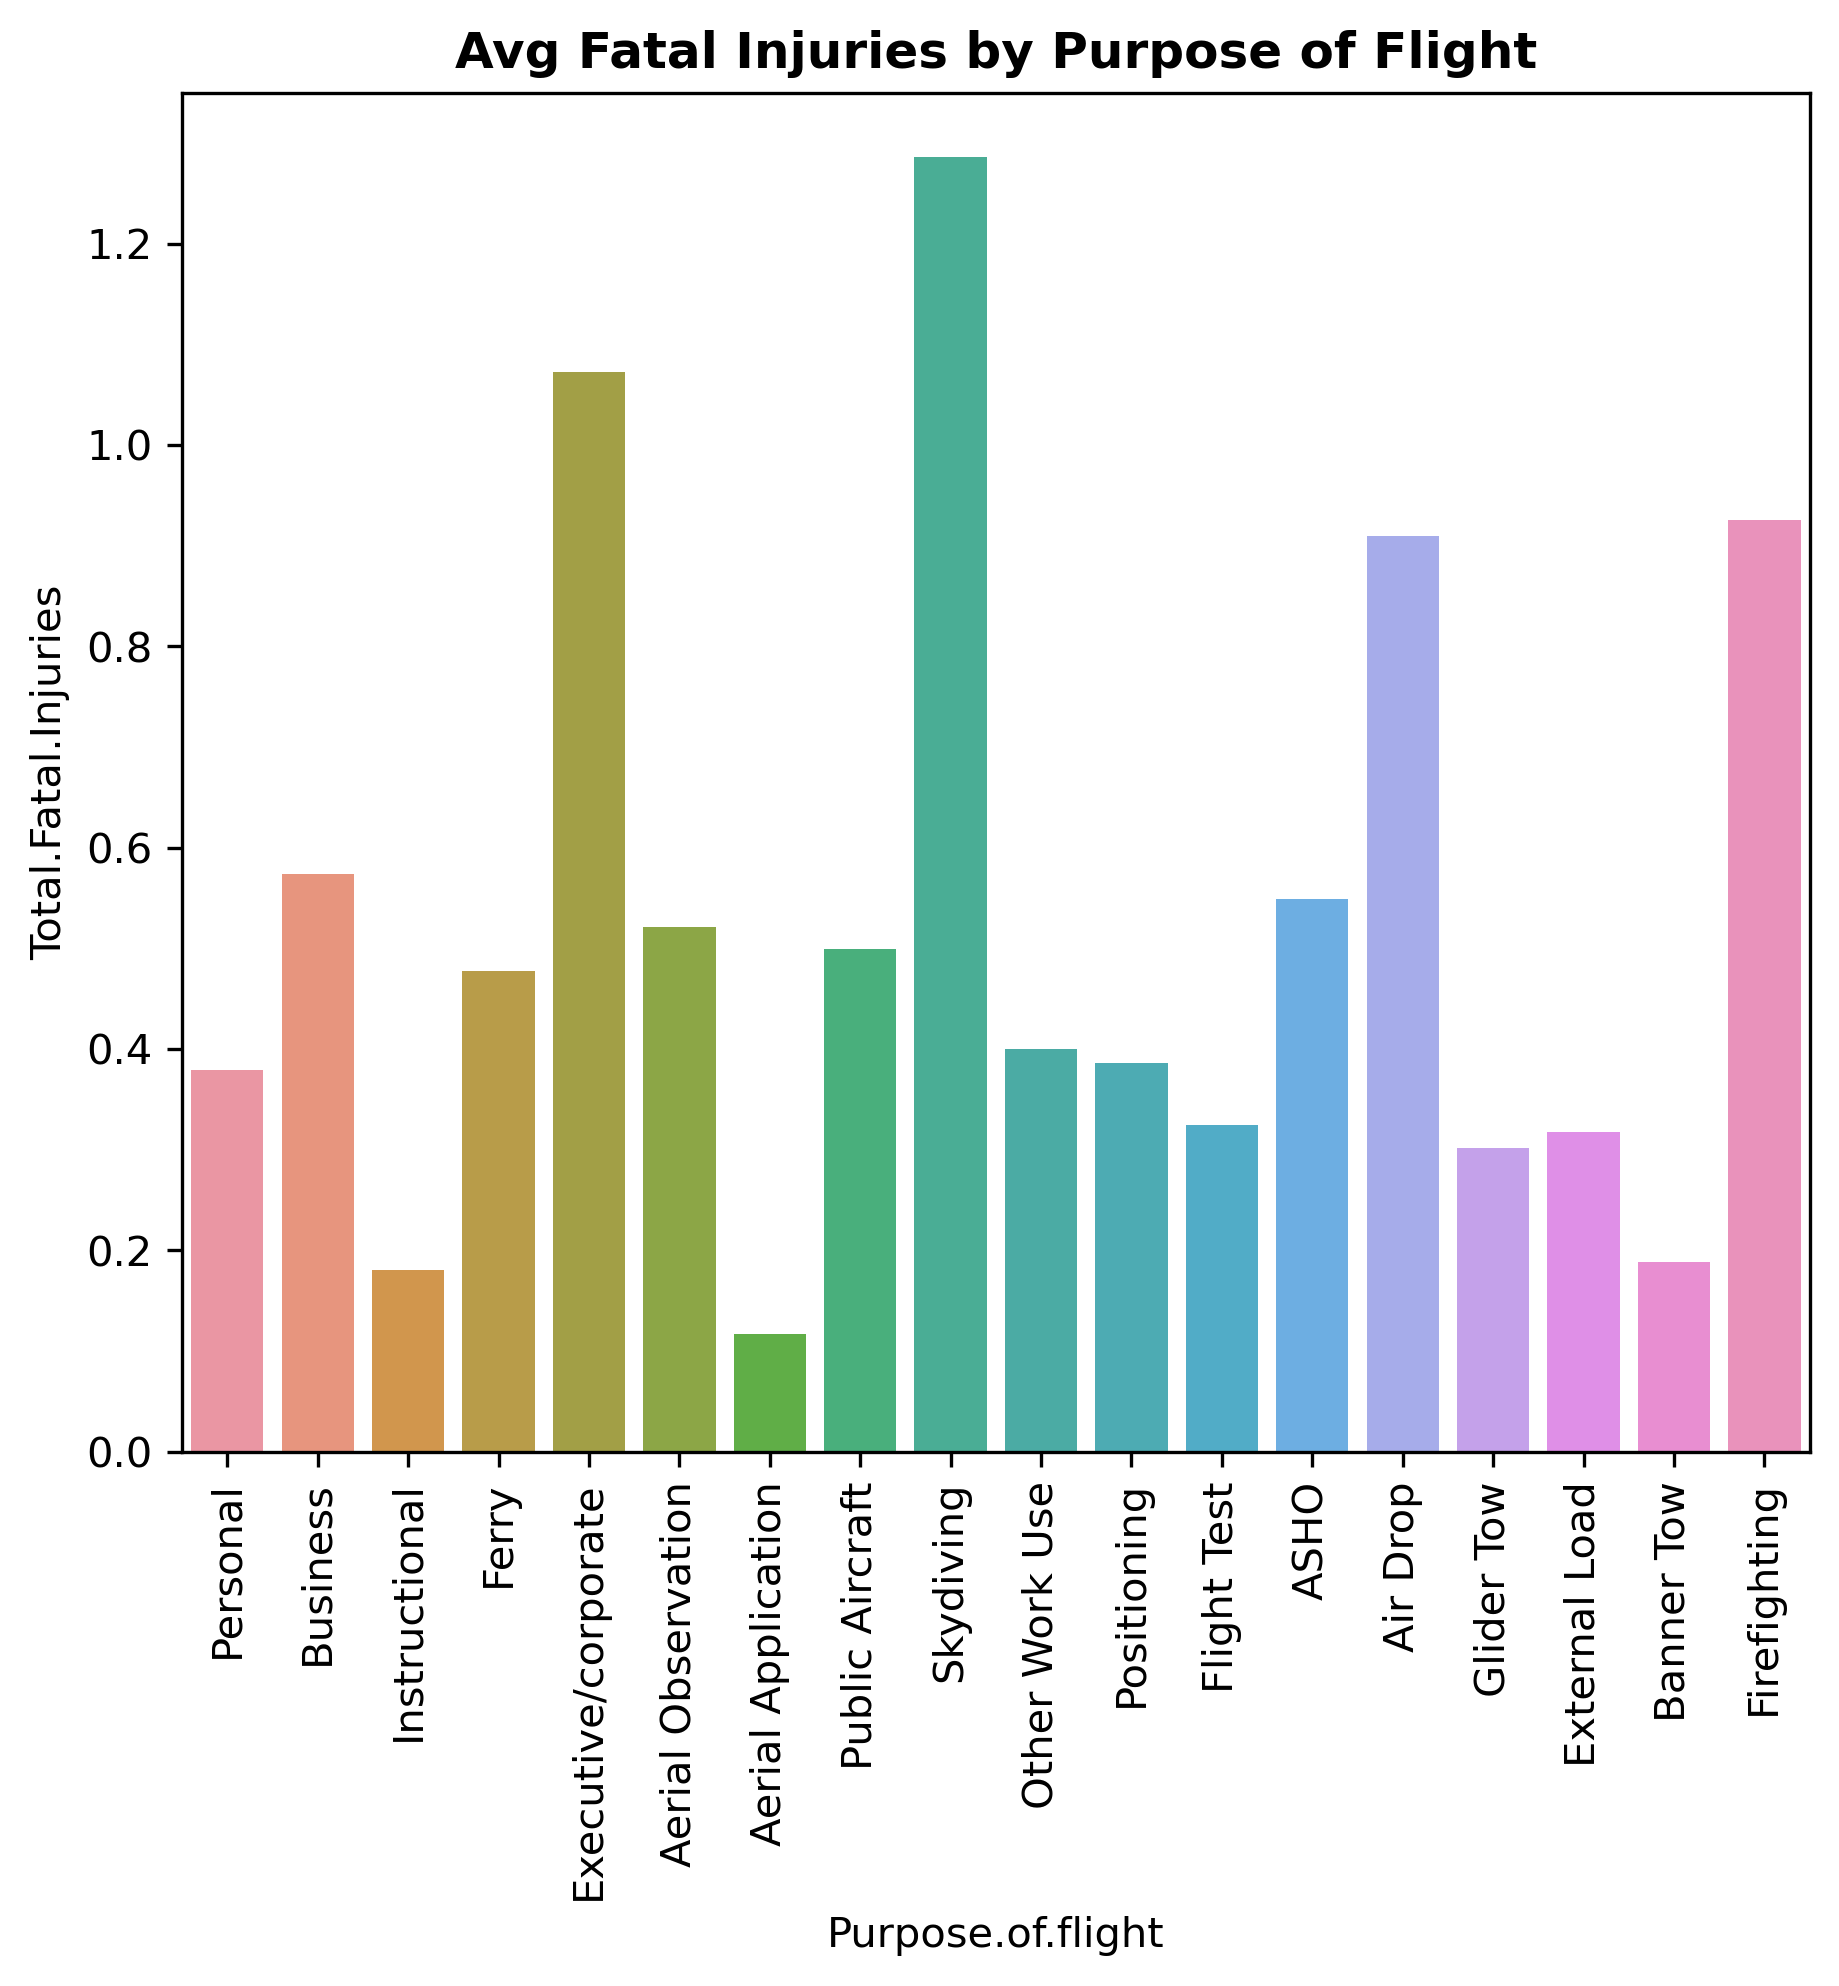 Avg Fatal Injuries by Purpose of Flight
Total.Fatal.Injuries
1.2
1.0
0.8
0.6
0.4
0.2
0.0
Personal
Business
Instructional
Ferry
Executive/corporate
Aerial Observation
Aerial Application
Public Aircraft
Skydiving
Other Work Use
Positioning
Flight Test
ASHO
Air Drop
Glider Tow
External Load
Banner Tow
Firefighting
Purpose.of.flight